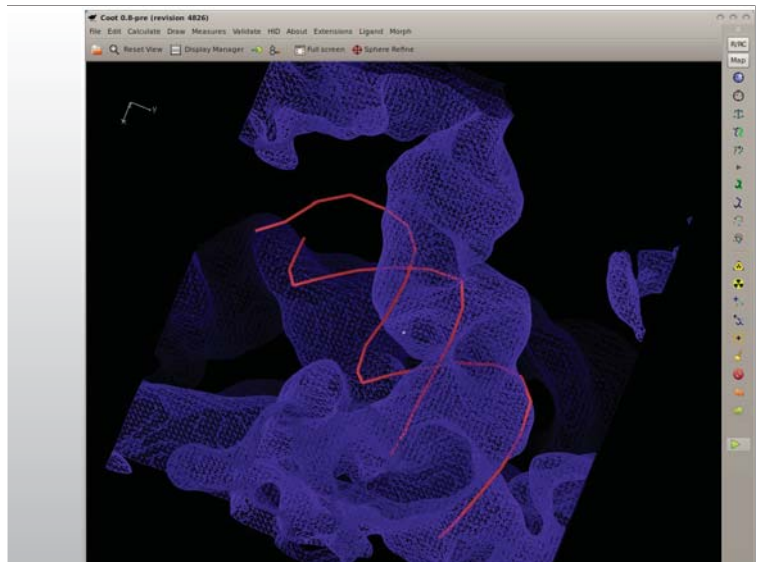 Coot 0.8-pre (revision 4826)
File Edit Calculate Draw Measures Validate HID About Extensions Ligand Morph
Reset View Display Manager Full screen Sphere Refine
R/RC
Map
x
y